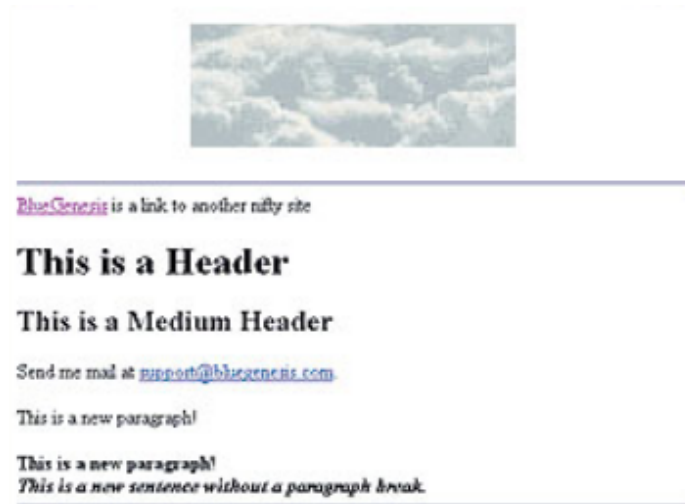 BlueGenesis is a link to another nifty site
This is a Header
This is a Medium Header
Send me mail at support@bluegenesis.com.
This is a new paragraph!
This is a new paragraph!
This is a new sentence without a paragraph break.